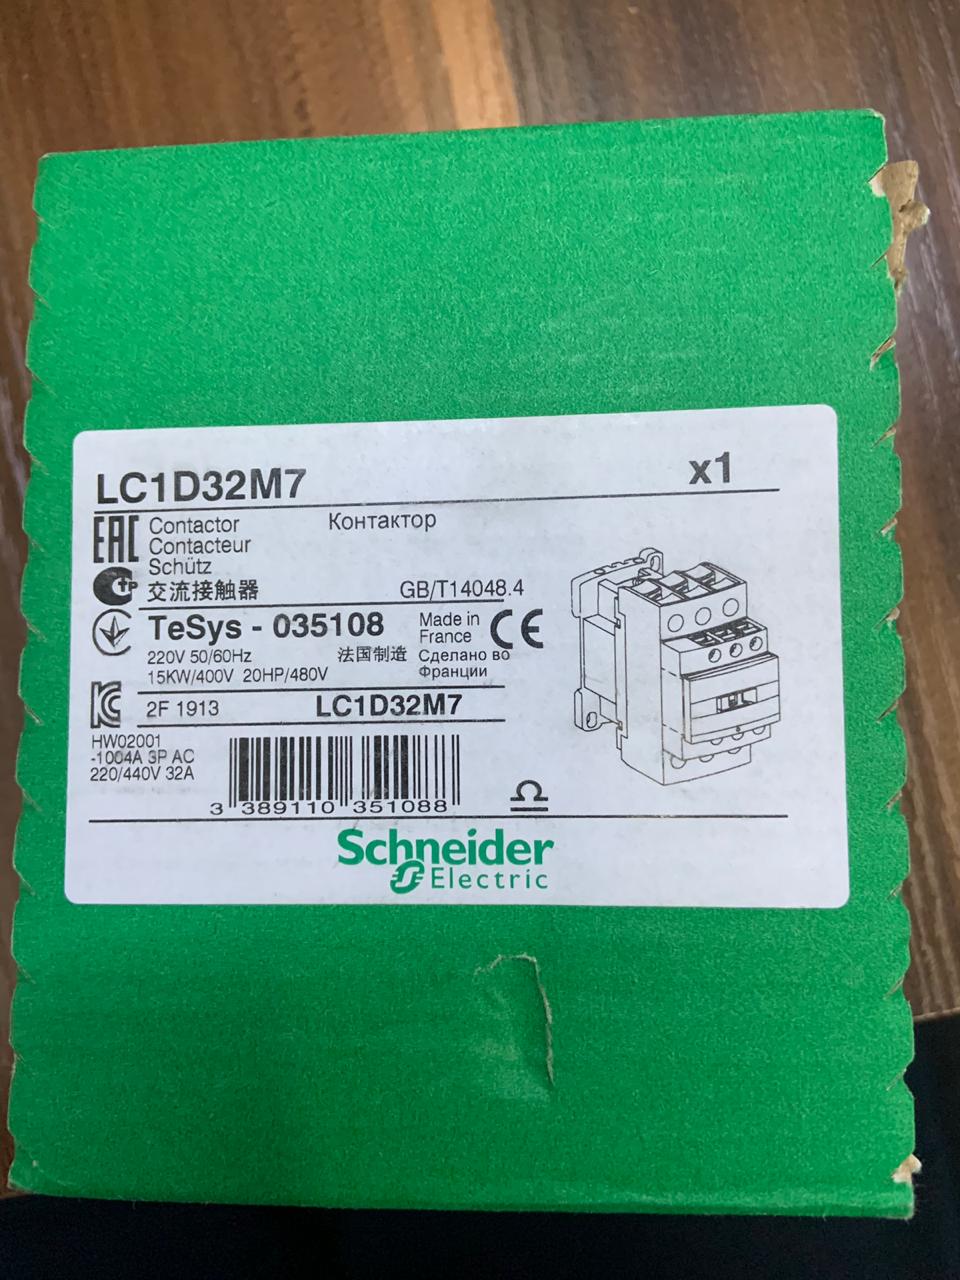 LC1D32M7 x1
EAC Contactor Контактор
Contacteur
Schütz
交流接触器 GB/T14048.4
TeSys - 035108 Made in France CE
220V 50/60Hz 法国制造 Сделано во
15KW/400V 20HP/480V Франции
2F 1913 LC1D32M7
HW02001
-1004A 3P AC
220/440V 32A
3 389110 351088
Schneider
Electric